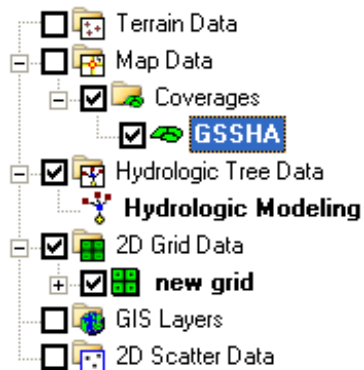 Terrain Data
Map Data
Coverages
GSSHA
Hydrologic Tree Data
Hydrologic Modeling
2D Grid Data
new grid
GIS Layers
2D Scatter Data